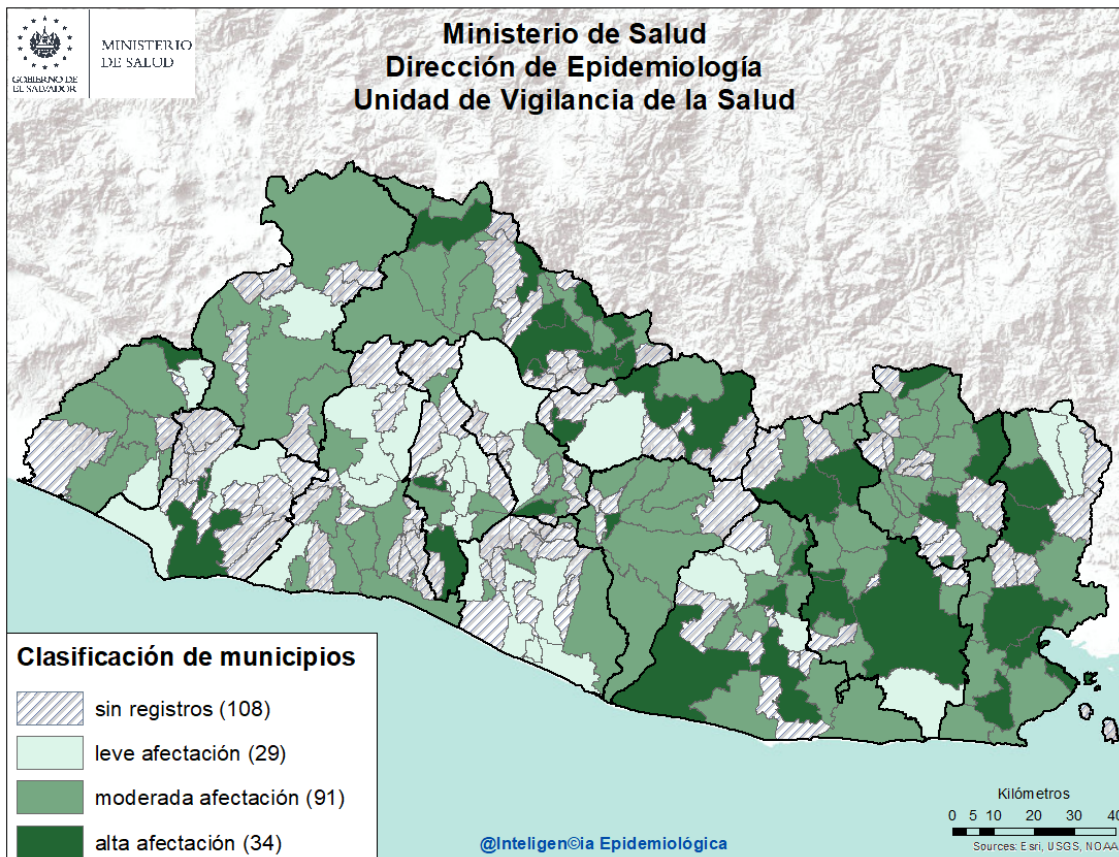 GOBIERNO DE
EL SALVADOR
MINISTERIO
DE SALUD
Ministerio de Salud
Dirección de Epidemiología
Unidad de Vigilancia de la Salud
Clasificación de municipios
sin registros (108)
leve afectación (29)
moderada afectación (91)
alta afectación (34)
@Inteligen©ia Epidemiológica
Kilómetros
0 5 10 20 30 40
Sources: Esri, USGS, NOAA